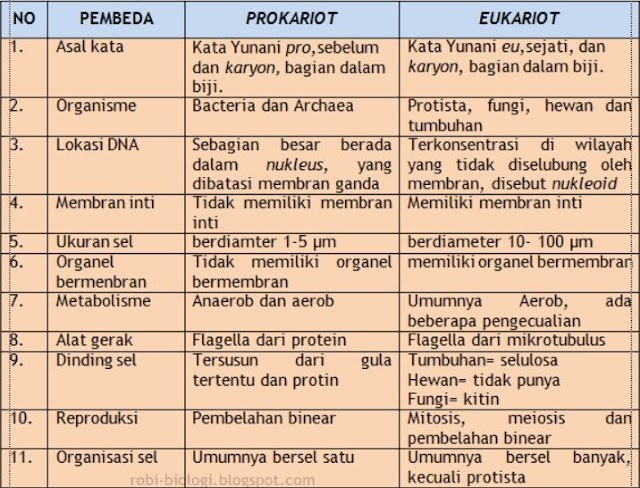 NO PEMBEDA PROKARIOT EUKARIOT
1. Asal kata Kata Yunani pro,sebelum Kata Yunani eu,sejati, dan
dan karyon, bagian dalam karyon, bagian dalam biji.
biji.
2. Organisme Bacteria dan Archaea Protista, fungi, hewan dan
tumbuhan
3. Lokasi DNA Sebagian besar berada Terkonsentrasi di wilayah
dalam nukleus, yang yang tidak diselubung oleh
dibatasi membran ganda membran, disebut nukleoid
4. Membran inti Tidak memiliki membran Memiliki membran inti
inti
5. Ukuran sel berdiamter 1-5 µm berdiameter 10- 100 µm
6. Organel Tidak memiliki organel memiliki organel bermembran
bermenbran bermembran
7. Metabolisme Anaerob dan aerob Umumnya Aerob, ada
beberapa pengecualian
8. Alat gerak Flagella dari protein Flagella dari mikrotubulus
9. Dinding sel Tersusun dari gula Tumbuhan= selulosa
tertentu dan protin Hewan= tidak punya
Fungi= kitin
10. Reproduksi Pembelahan binear Mitosis, meiosis dan
pembelahan binear
11. Organisasi sel Umumnya bersel satu Umumnya bersel banyak,
kecuali protista
robi-biologi.blogspot.com